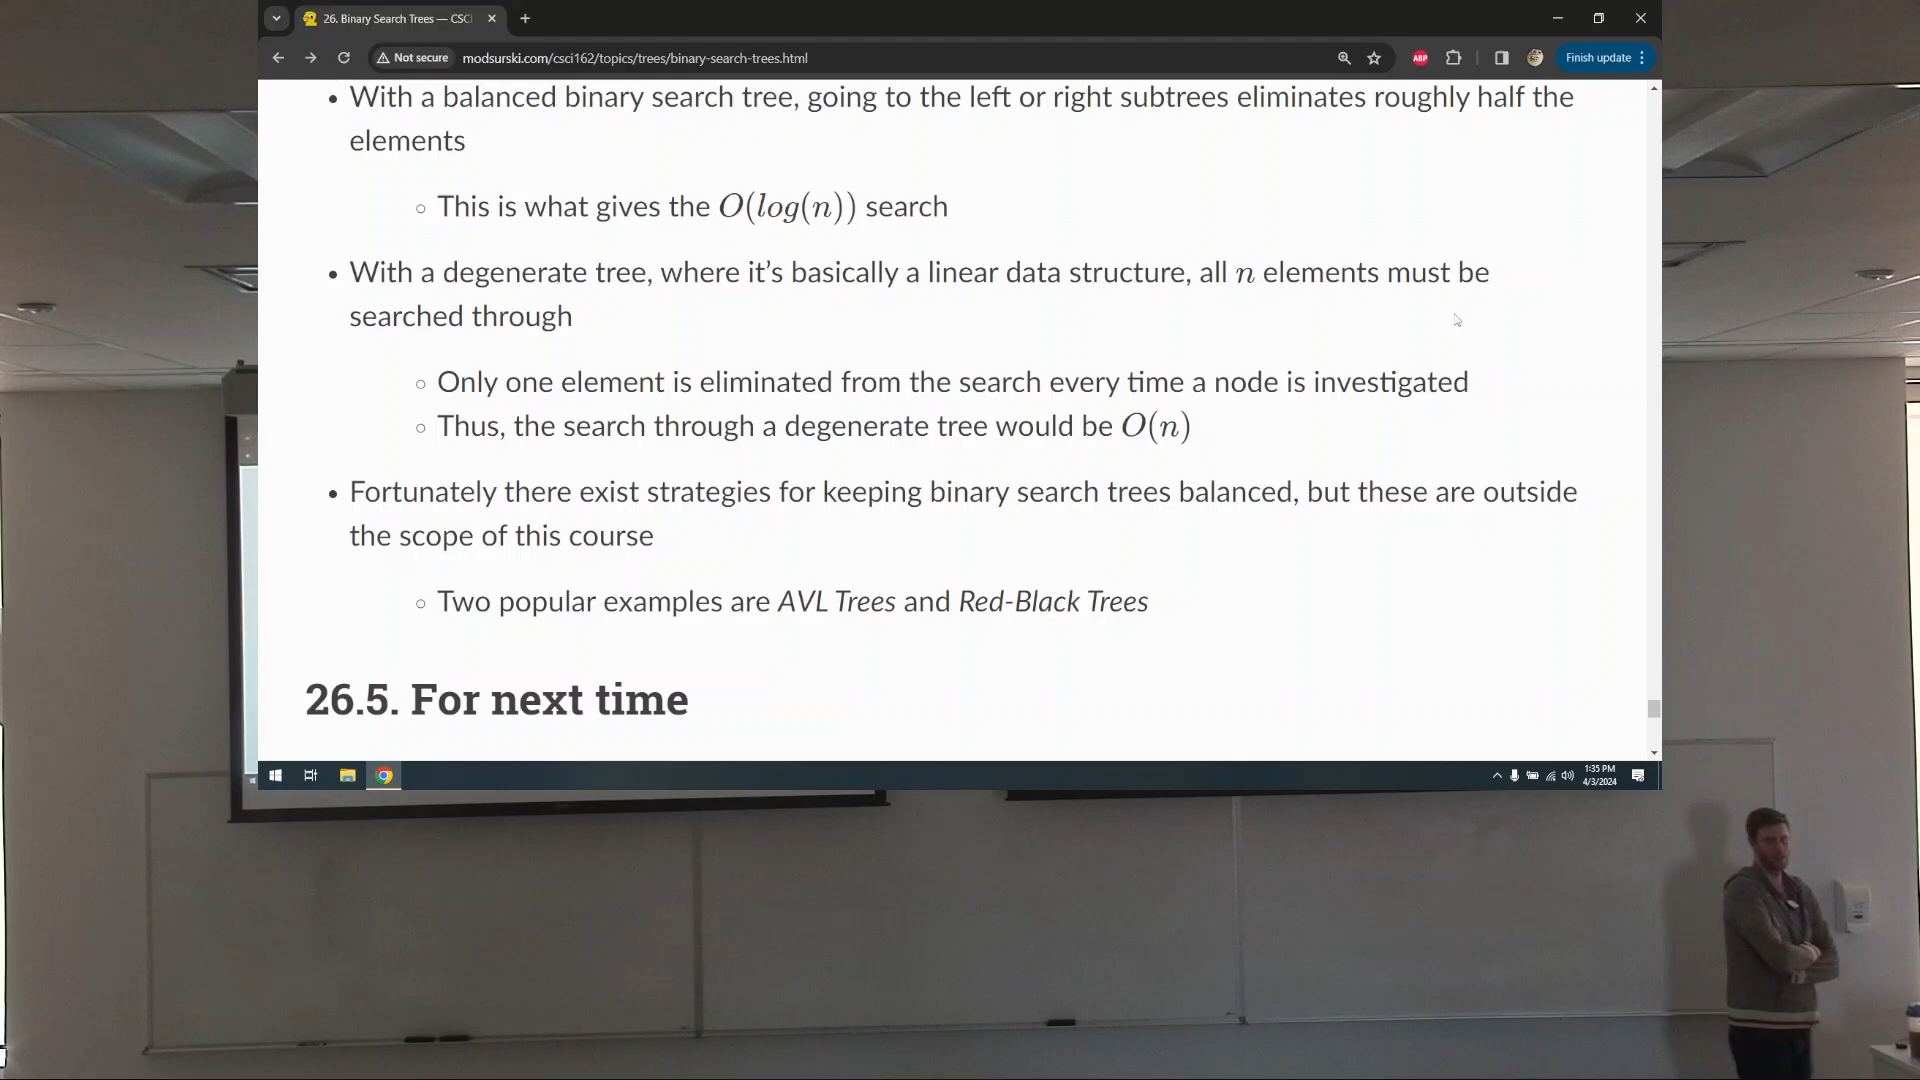 26. Binary Search Trees — CSC
Not secure
modsurski.com/csci162/topics/trees/binary-search-trees.html
ABP
Finish update
• With a balanced binary search tree, going to the left or right subtrees eliminates roughly half the
elements
◦ This is what gives the O(log(n)) search
• With a degenerate tree, where it’s basically a linear data structure, all n elements must be
searched through
◦ Only one element is eliminated from the search every time a node is investigated
◦ Thus, the search through a degenerate tree would be O(n)
• Fortunately there exist strategies for keeping binary search trees balanced, but these are outside
the scope of this course
◦ Two popular examples are AVL Trees and Red-Black Trees
26.5. For next time
1:35 PM
4/3/2024